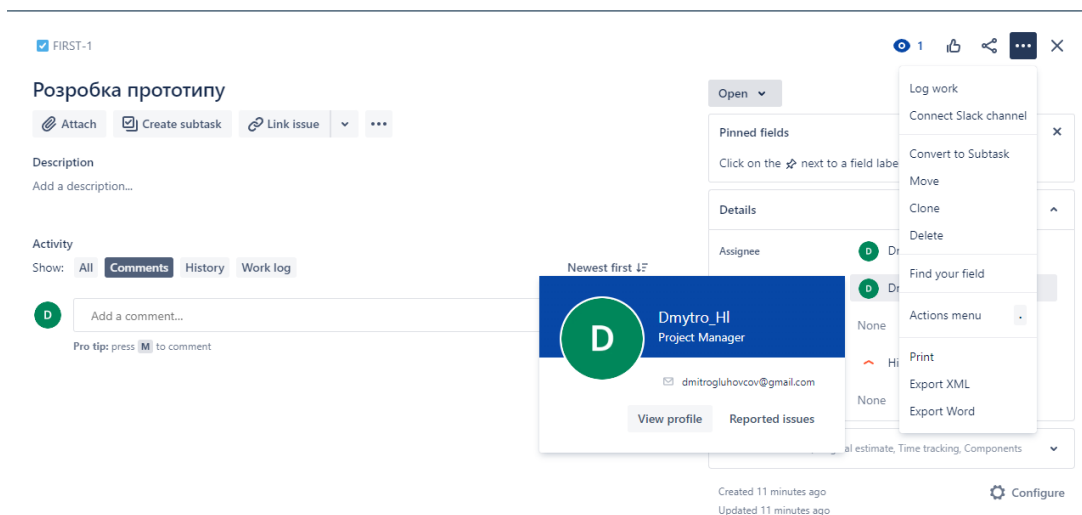 FIRST-1
1
Розробка прототипу
Attach
Create subtask
Link issue
Description
Add a description...
Activity
Show: All Comments History Work log
Newest first
D
Add a comment...
Pro tip: press M to comment
Open
Pinned fields
Click on the next to a field labe
Details
Assignee
D
D
None
None
Log work
Connect Slack channel
Convert to Subtask
Move
Clone
Delete
Find your field
Actions menu .
Print
Export XML
Export Word
D
Dmytro_Hl
Project Manager
dmitrogluhovcov@gmail.com
View profile Reported issues
al estimate, Time tracking, Components
Created 11 minutes ago
Updated 11 minutes ago
Configure